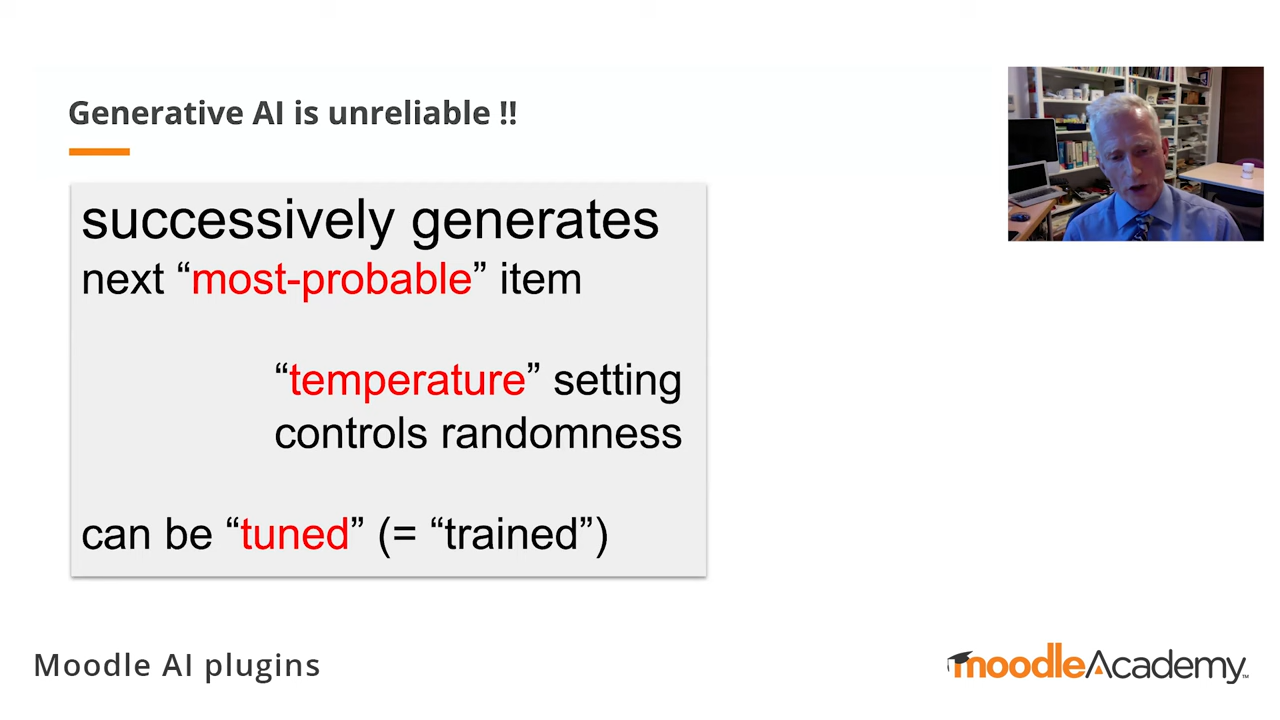 Generative AI is unreliable !!
successively generates
next “most-probable” item
“temperature” setting
controls randomness
can be “tuned” (= “trained”)
Moodle AI plugins
moodleAcademy™